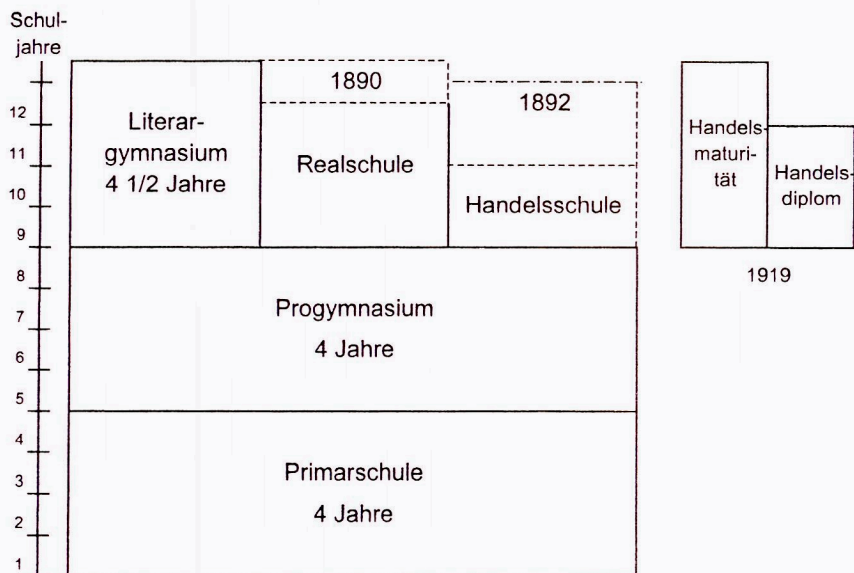 Schul-
jahre
12
11
10
9
8
7
6
5
4
3
2
1
Literar-
gymnasium
4 1/2 Jahre
1890
Realschule
1892
Handelsschule
Progymnasium
4 Jahre
Primarschule
4 Jahre
Handels-
maturi-
tät
Handels-
diplom
1919